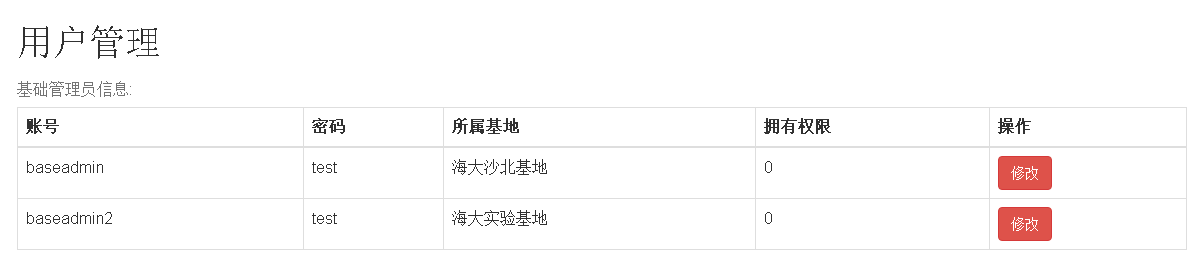 用户管理
基础管理员信息:
账号 密码 所属基地 拥有权限 操作
baseadmin test 海大沙北基地 0 修改
baseadmin2 test 海大实验基地 0 修改